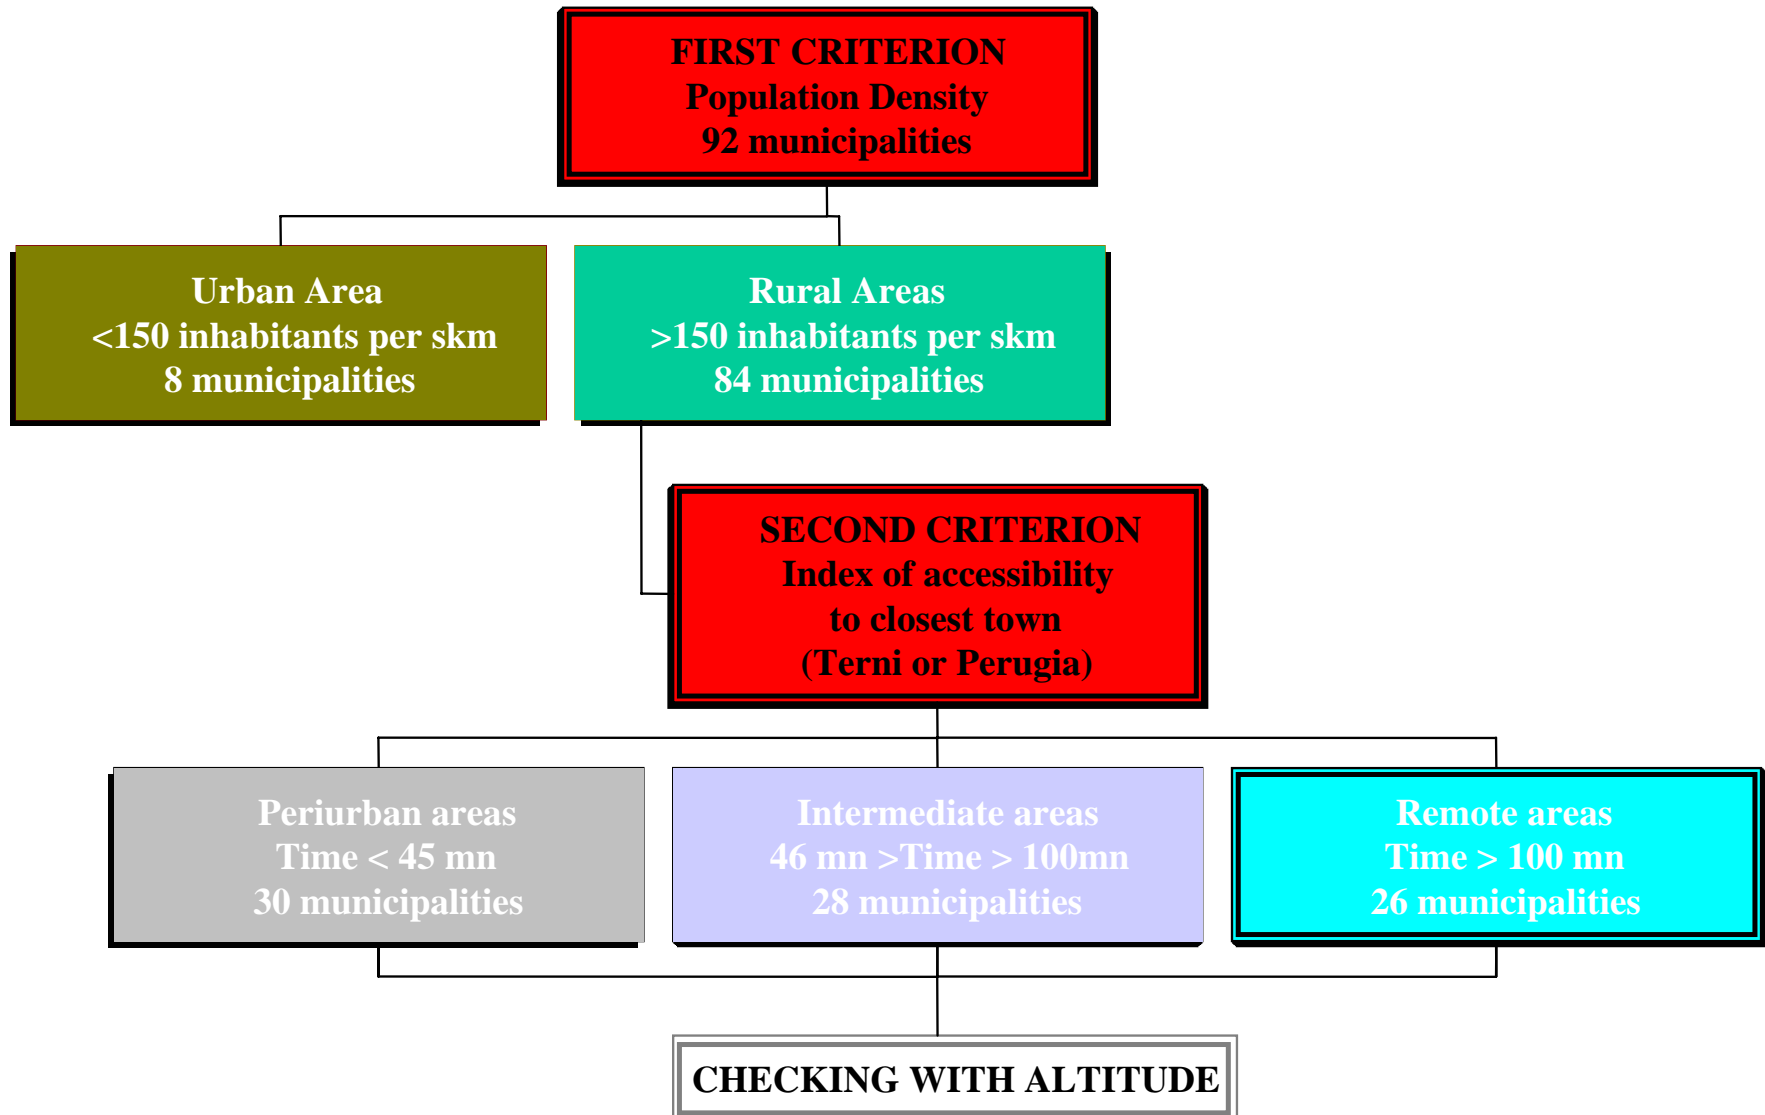 FIRST CRITERION
Population Density
92 municipalities
Urban Area
<150 inhabitants per skm
8 municipalities
Rural Areas
>150 inhabitants per skm
84 municipalities
SECOND CRITERION
Index of accessibility
to closest town
(Terni or Perugia)
Periurban areas
Time < 45 mn
30 municipalities
Intermediate areas
46 mn >Time > 100mn
28 municipalities
Remote areas
Time > 100 mn
26 municipalities
CHECKING WITH ALTITUDE